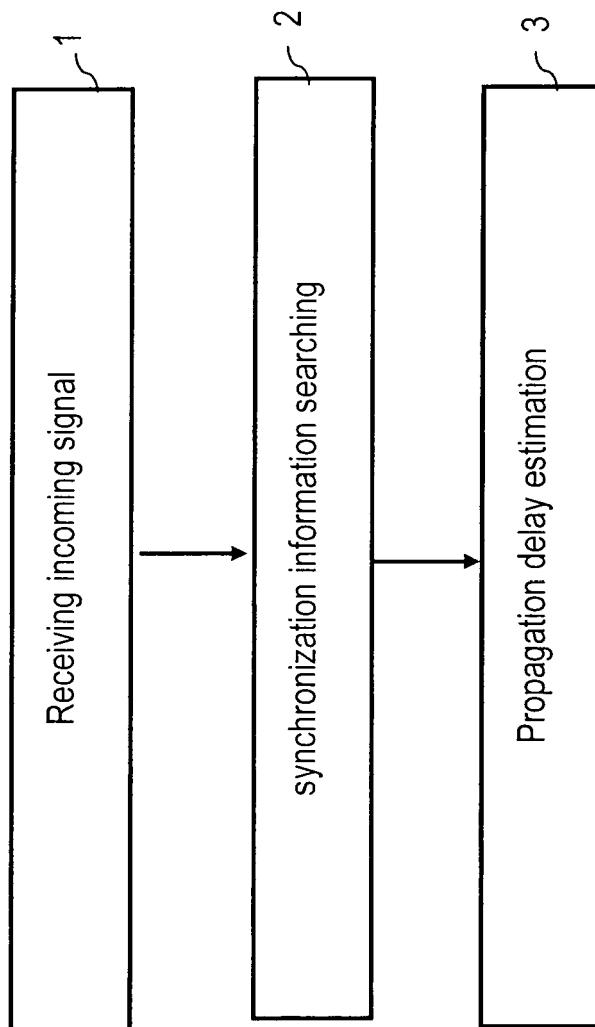 Receiving incoming signal
1
synchronization information searching
2
Propagation delay estimation
3